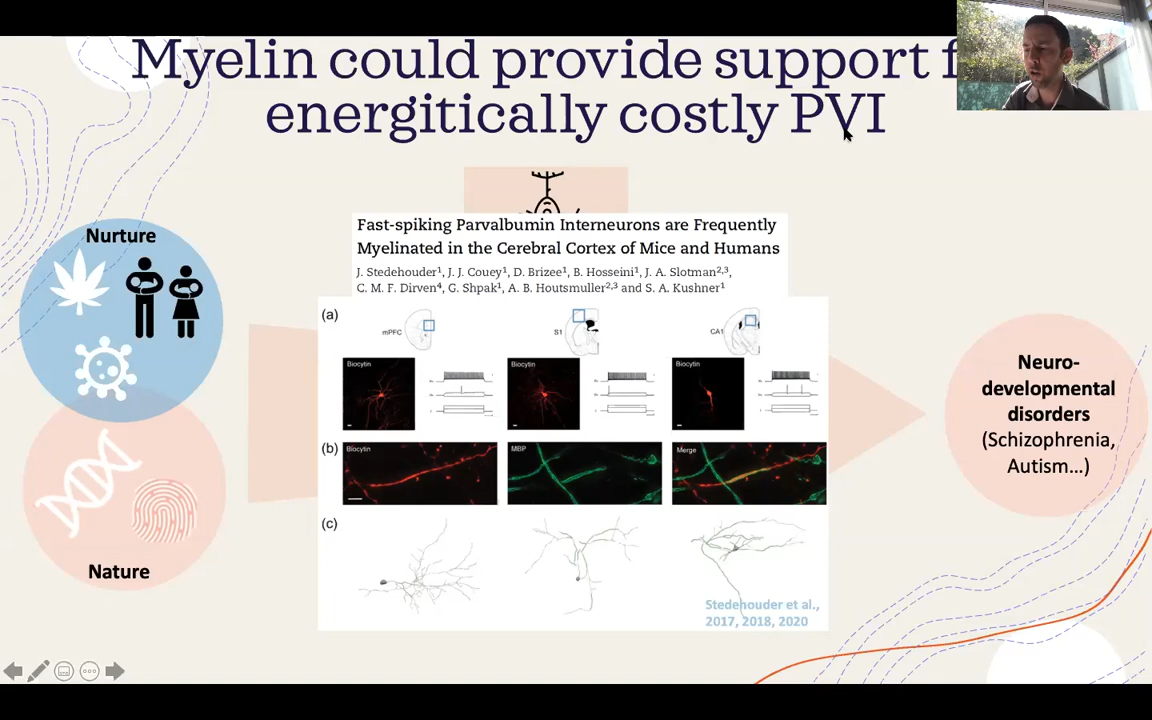 Myelin could provide support f
energitically costly PVI
Nurture
Nature
Fast-spiking Parvalbumin Interneurons are Frequently
Myelinated in the Cerebral Cortex of Mice and Humans
J. Stedehouder¹, J. J. Couey¹, D. Brizee¹, B. Hosseini¹, J. A. Slotman²,³,
C. M. F. Dirven⁴, G. Shpak¹, A. B. Houtsmuller²,³ and S. A. Kushner¹
(a)
mPFC
S1
CA1
Biocytin
Biocytin
Biocytin
(b)
Biocytin
MBP
Merge
(c)
Stedehouder et al.,
2017, 2018, 2020
Neuro-
developmental
disorders
(Schizophrenia,
Autism...)